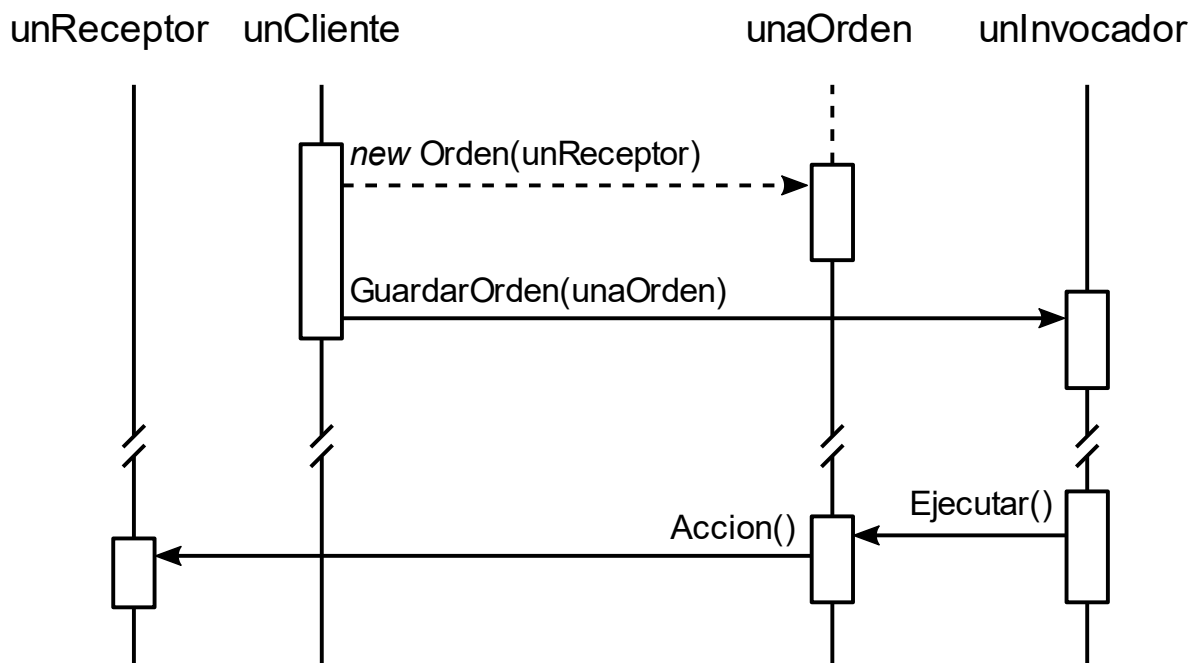 unReceptor unCliente unaOrden unInvocador
new Orden(unReceptor)
GuardarOrden(unaOrden)
Ejecutar()
Accion()